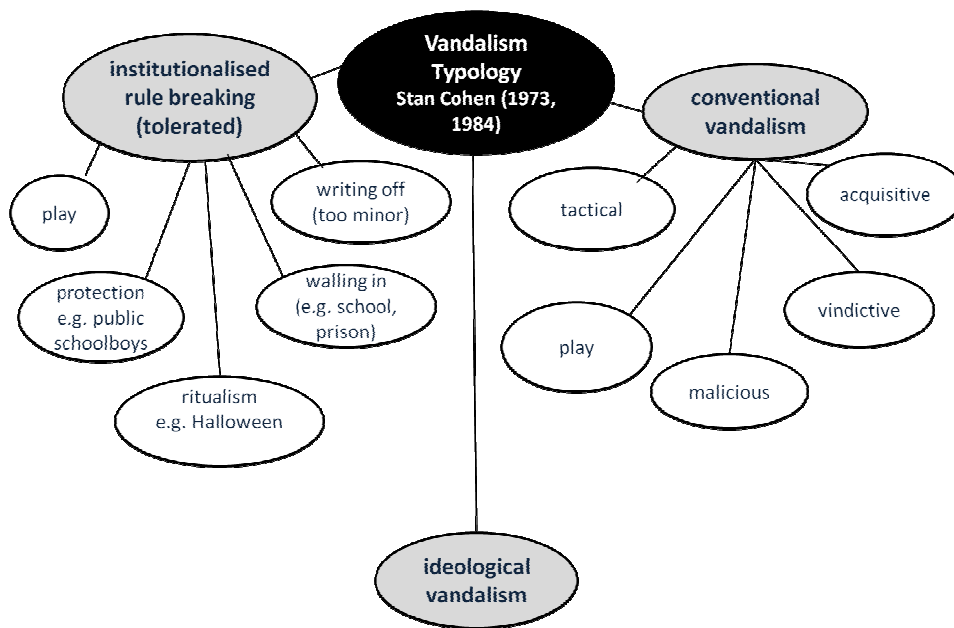 Vandalism
Typology
Stan Cohen (1973,
1984)
institutionalised
rule breaking
(tolerated)
play
protection
e.g. public
schoolboys
ritualism
e.g. Halloween
walling in
(e.g. school,
prison)
writing off
(too minor)
conventional
vandalism
tactical
play
malicious
vindictive
acquisitive
ideological
vandalism